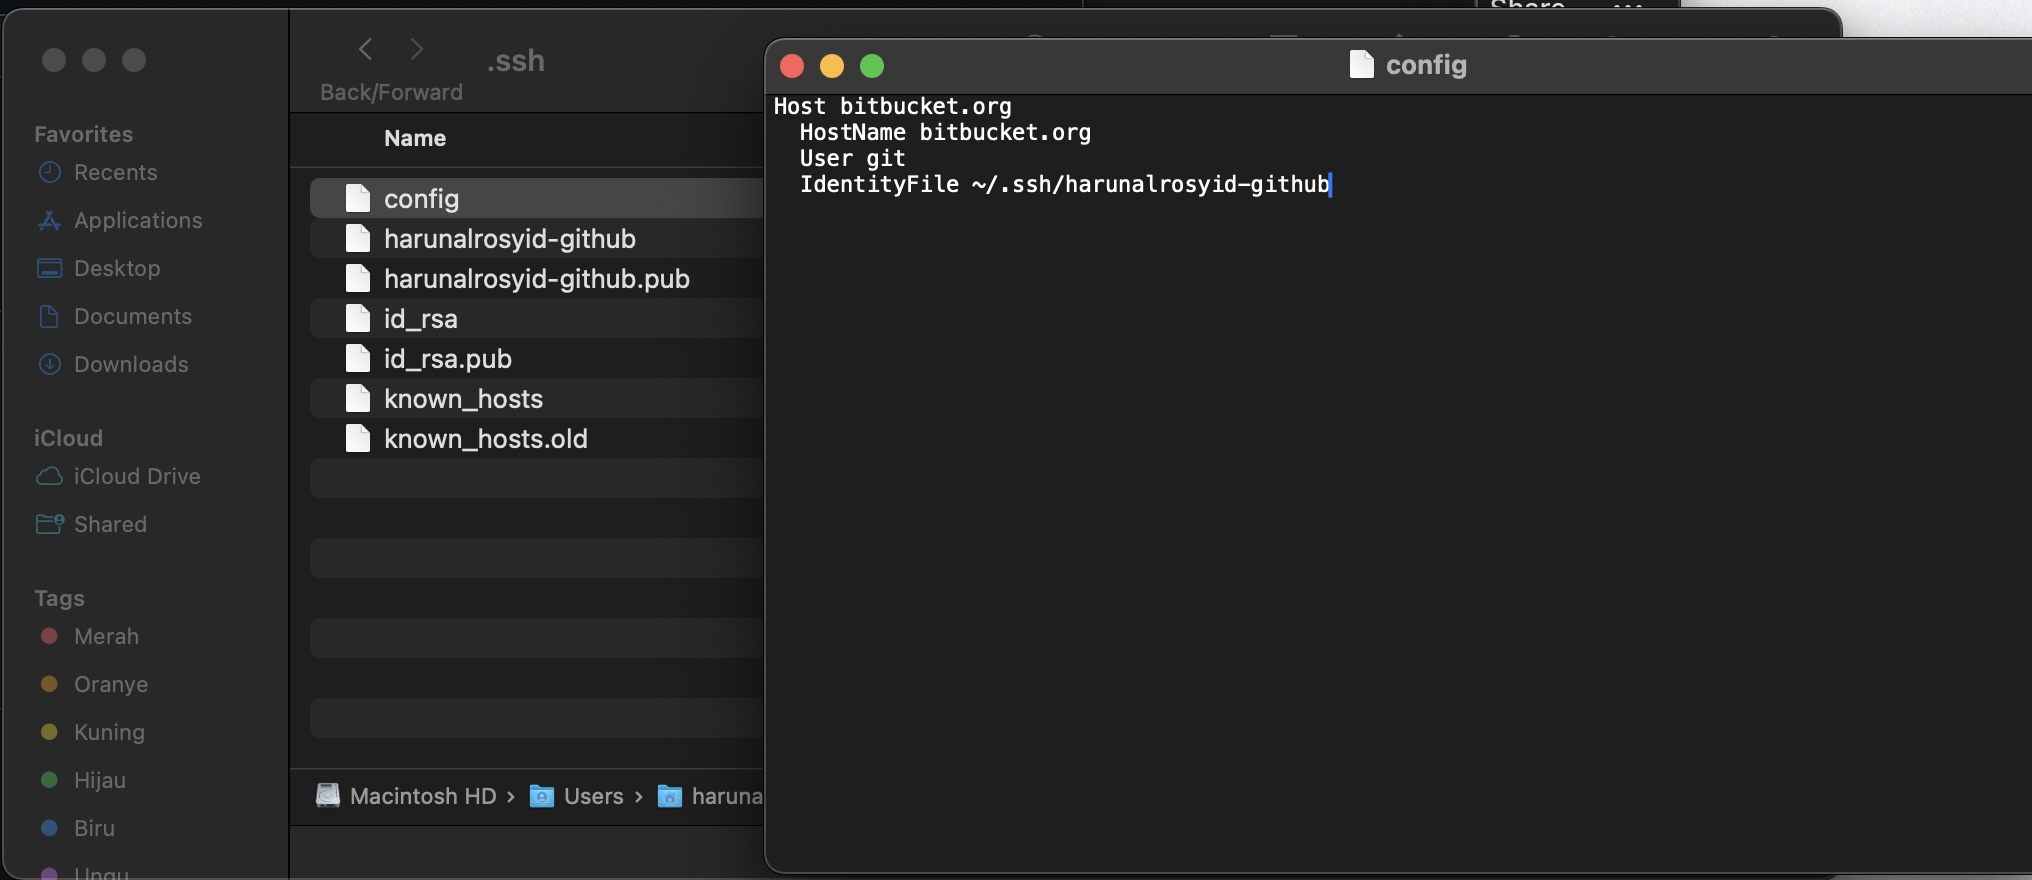 Share
.ssh
Back/Forward
Favorites
Recents
Applications
Desktop
Documents
Downloads
iCloud
iCloud Drive
Shared
Tags
Merah
Oranye
Kuning
Hijau
Biru
Ungu
Name
config
harunalrosyid-github
harunalrosyid-github.pub
id_rsa
id_rsa.pub
known_hosts
known_hosts.old
Macintosh HD › Users › haruna
config
Host bitbucket.org
  HostName bitbucket.org
  User git
  IdentityFile ~/.ssh/harunalrosyid-github